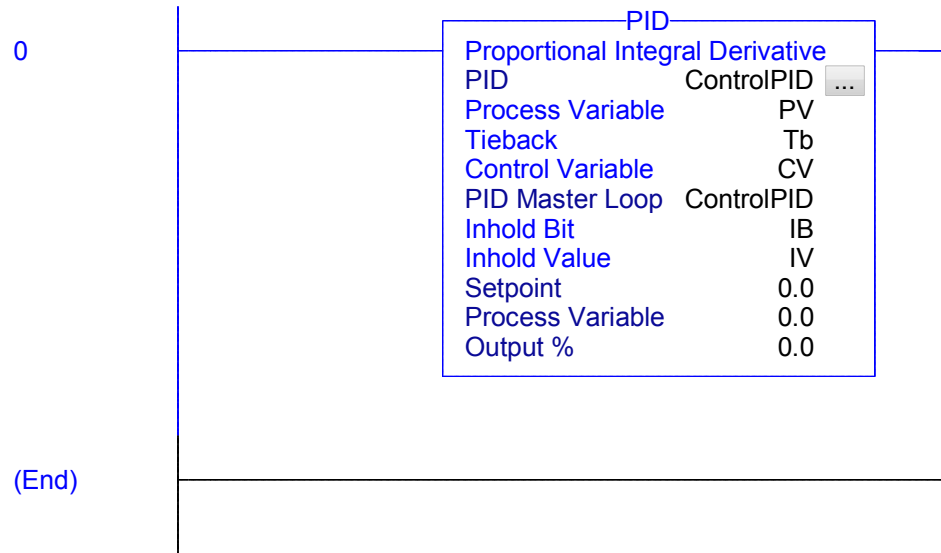 PID
0
Proportional Integral Derivative
PID ControlPID ...
Process Variable PV
Tieback Tb
Control Variable CV
PID Master Loop ControlPID
Inhold Bit IB
Inhold Value IV
Setpoint 0.0
Process Variable 0.0
Output % 0.0
(End)